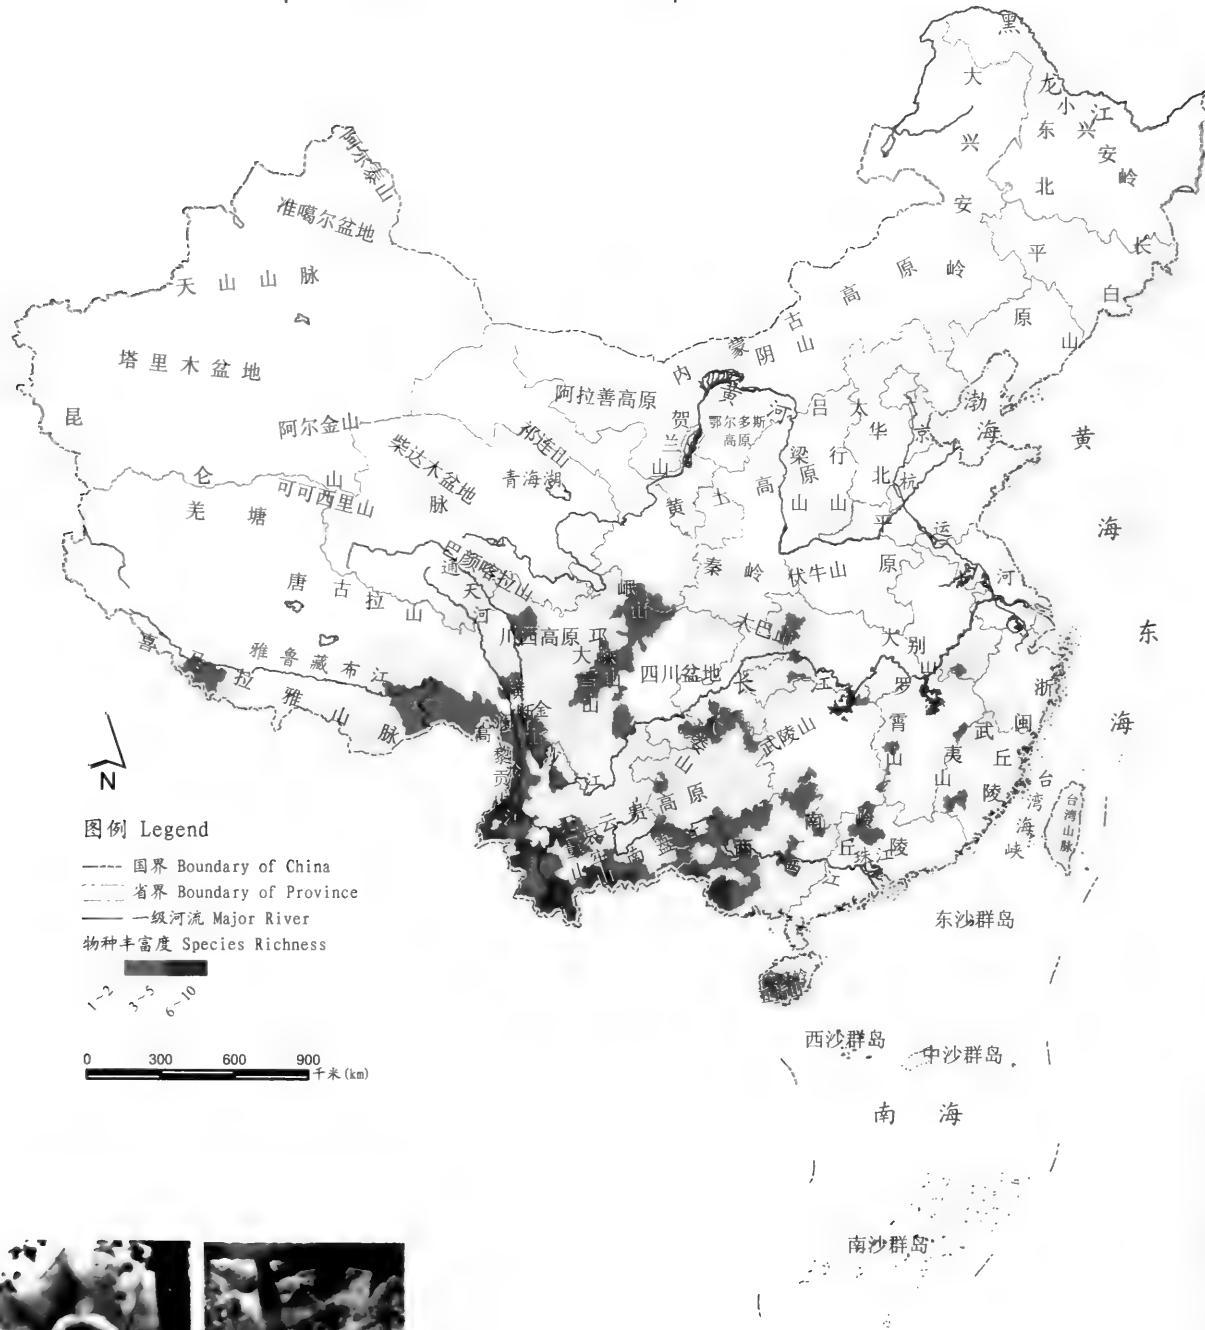 黑龙江
大兴安岭
小兴安岭
东北平原
长白山
阿尔泰山
准噶尔盆地
天山山脉
塔里木盆地
内蒙古高原
阴山
阿拉善高原
贺兰山
黄河
鄂尔多斯
高原
吕梁山
太行山
华北平原
京杭运河
渤海
黄海
昆仑山脉
阿尔金山
祁连山
柴达木盆地
青海湖
可可西里山
羌塘
黄土高原
秦岭
伏牛山
巴颜喀拉山
通天河
唐古拉山
岷山
川西高原
邛崃山
大雪山
大巴山
四川盆地
长江
大别山
东海
喜马拉雅山脉
雅鲁藏布江
横断
金沙江
高黎贡山
武陵山
罗霄山
武夷山
浙闽丘陵
台湾海峡
台湾山脉
云贵高原
南盘江
南岭
两
丘陵
珠江
N
图例 Legend
国界 Boundary of China
省界 Boundary of Province
一级河流 Major River
物种丰富度 Species Richness
1-2
3-5
6-10
0 300 600 900
千米(km)
东沙群岛
西沙群岛
中沙群岛
南海
南沙群岛